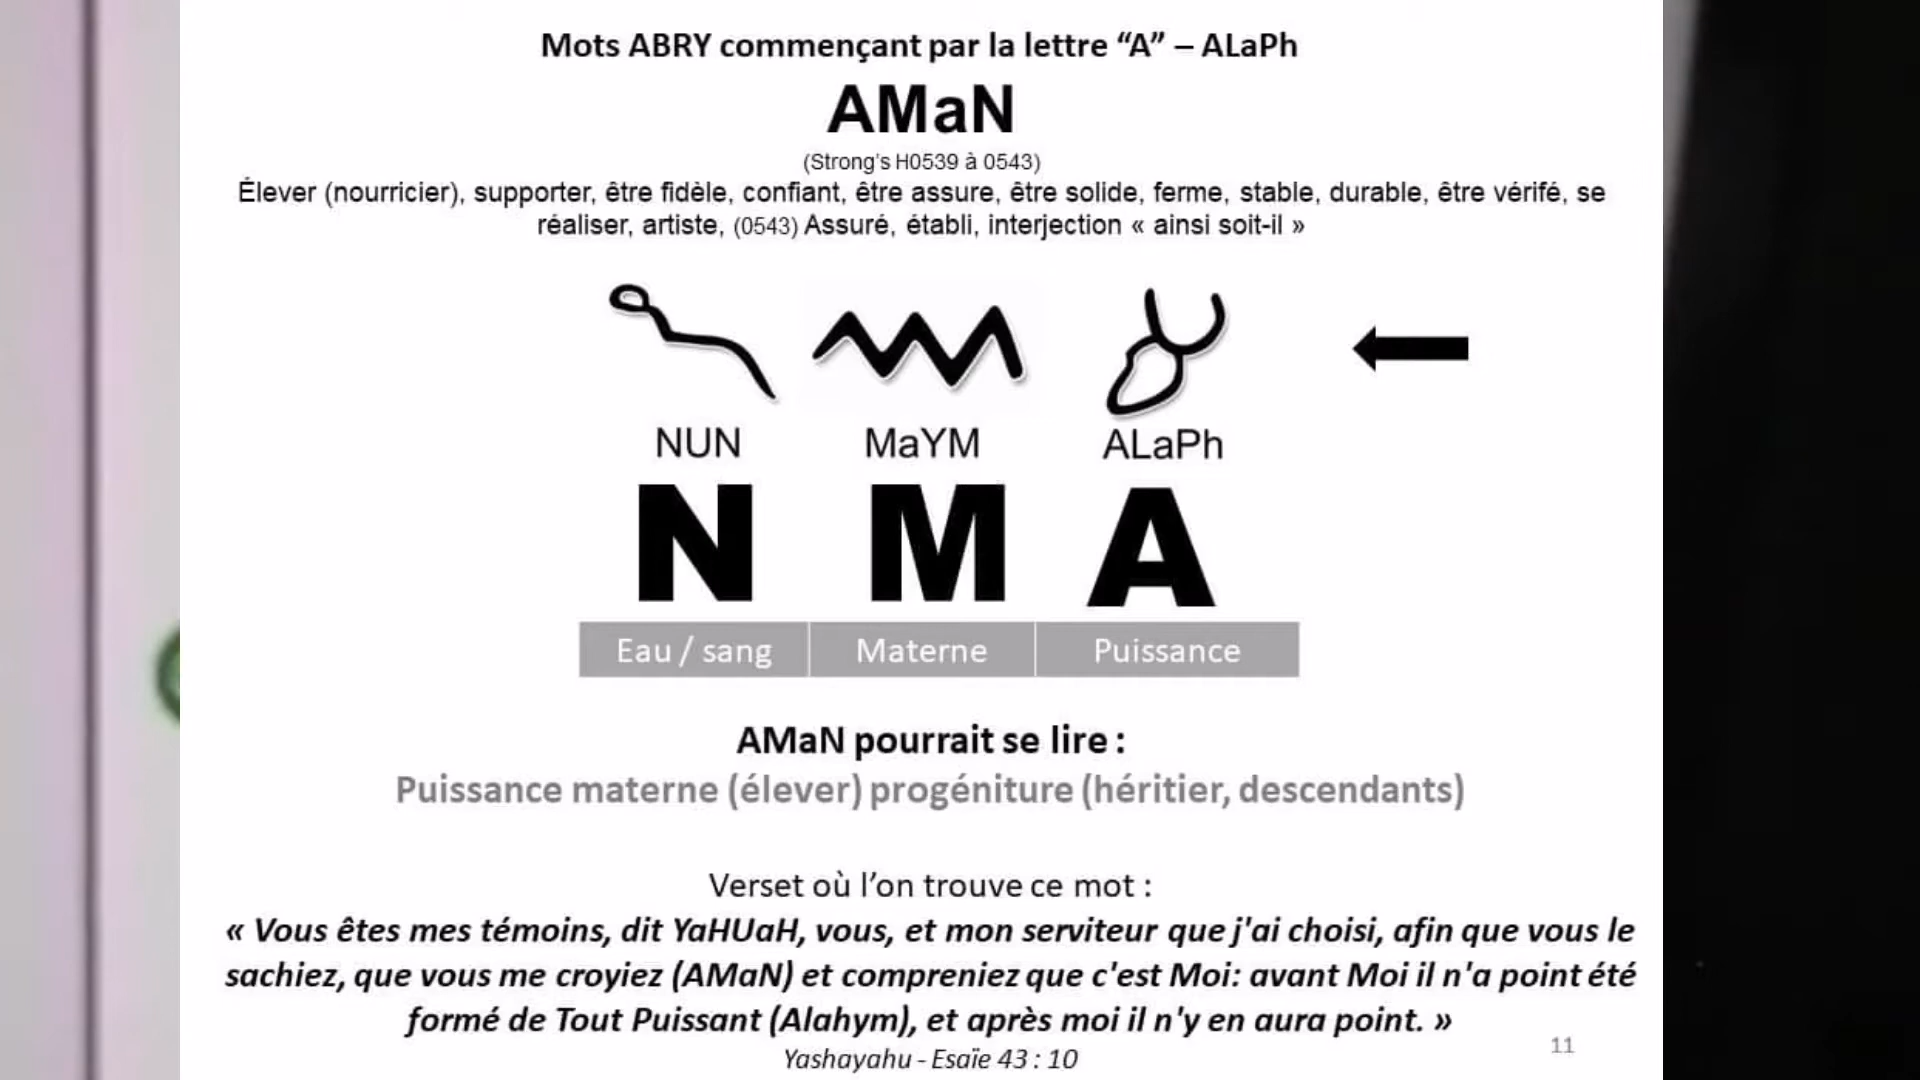 Mots ABRY commençant par la lettre “A” – ALaPh
AMaN
(Strong's H0539 à 0543)
Élever (nourricier), supporter, être fidèle, confiant, être assure, être solide, ferme, stable, durable, être vérifé, se
réaliser, artiste, (0543) Assuré, établi, interjection « ainsi soit-il »
NUN MaYM ALaPh
N M A
Eau / sang Materne Puissance
AMaN pourrait se lire :
Puissance materne (élever) progéniture (héritier, descendants)
Verset où l’on trouve ce mot :
« Vous êtes mes témoins, dit YaHUaH, vous, et mon serviteur que j'ai choisi, afin que vous le
sachiez, que vous me croyiez (AMaN) et compreniez que c'est Moi: avant Moi il n'a point été
formé de Tout Puissant (Alahym), et après moi il n'y en aura point. »
Yashayahu - Esaïe 43 : 10
11